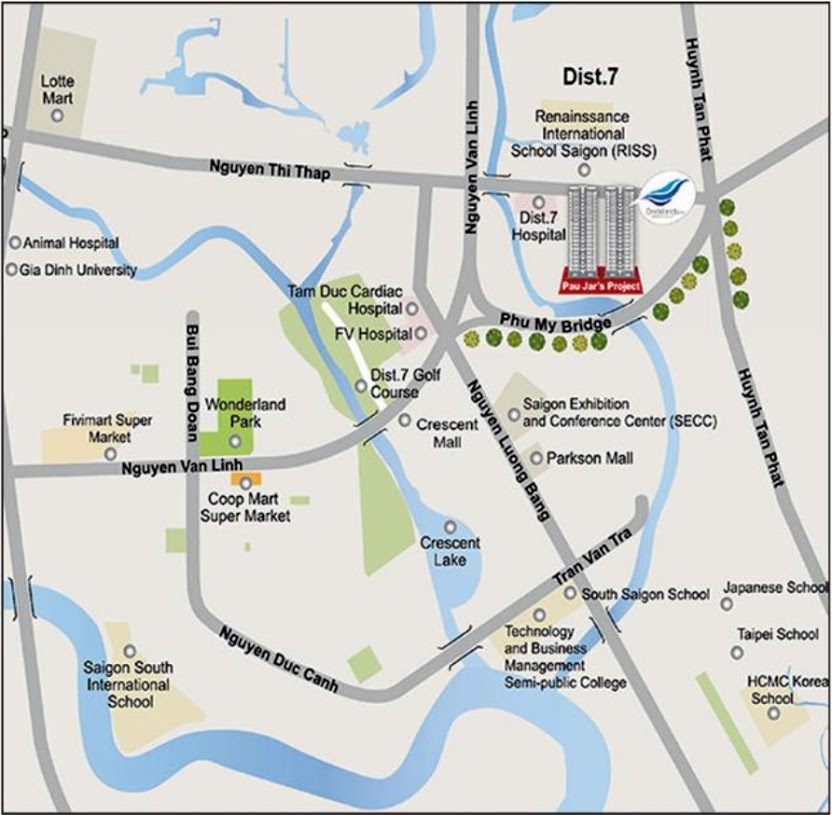 Dist.7
Huynh Tan Phat
Lotte
Mart
Renainssance
International
School Saigon (RISS)
Nguyen Van Linh
Nguyen Thi Thap
Dist.7
Hospital
Animal Hospital
Gia Dinh University
Pau Jar's Project
Tam Duc Cardiac
Hospital
FV Hospital
Phu My Bridge
Bui Bang Doan
Dist.7 Golf
Course
Wonderland
Park
Fivimart Super
Market
Crescent
Mall
Nguyen Luong Bang
Saigon Exhibition
and Conference Center (SECC)
Huynh Tan Phat
Parkson Mall
Nguyen Van Linh
Coop Mart
Super Market
Crescent
Lake
Tran Van Tra
South Saigon School
Japanese School
Technology
and Business
Management
Semi-public College
Taipei School
Nguyen Duc Canh
Saigon South
International
School
HCMC Korea
School